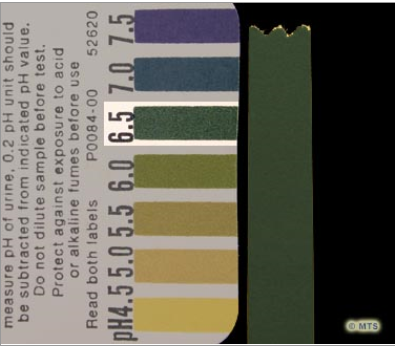 measure pH of urine, 0.2 pH unit should
be subtracted from indicated pH value.
Do not dilute sample before test.
Protect against exposure to acid
or alkaline fumes before use
Read both labels P0084-00 52620
pH4.5 5.0 5.5 6.0 6.5 7.0 7.5
© MTS